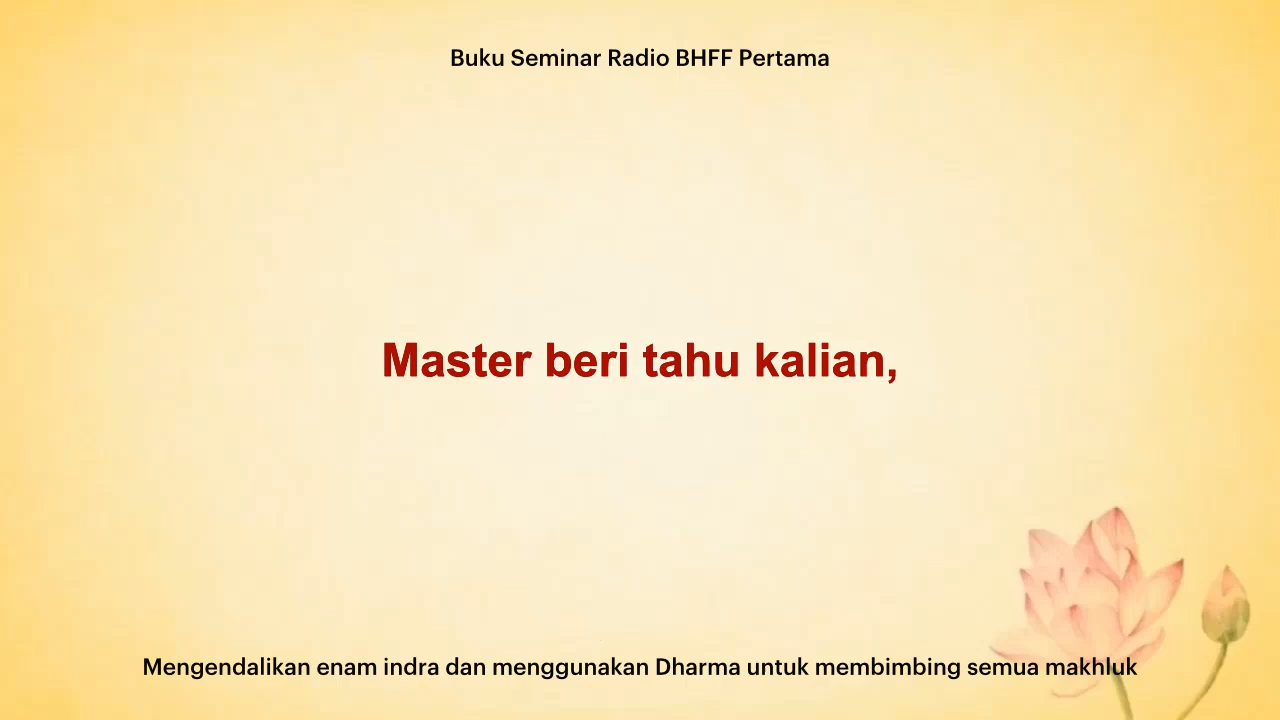 Buku Seminar Radio BHFF Pertama
Master beri tahu kalian,
Mengendalikan enam indra dan menggunakan Dharma untuk membimbing semua makhluk